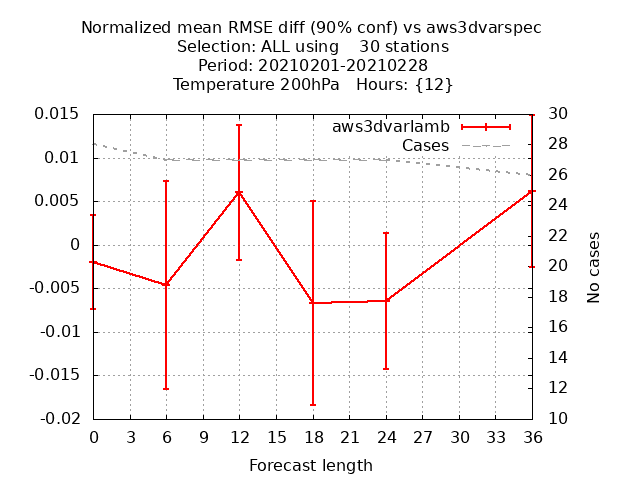 Normalized mean RMSE diff (90% conf) vs aws3dvarspec
Selection: ALL using    30 stations
Period: 20210201-20210228
Temperature 200hPa   Hours: {12}
aws3dvarlamb
Cases
0.015
0.01
0.005
0
-0.005
-0.01
-0.015
-0.02
30
28
26
24
22
20
18
16
14
12
10
No cases
0 3 6 9 12 15 18 21 24 27 30 33 36
Forecast length